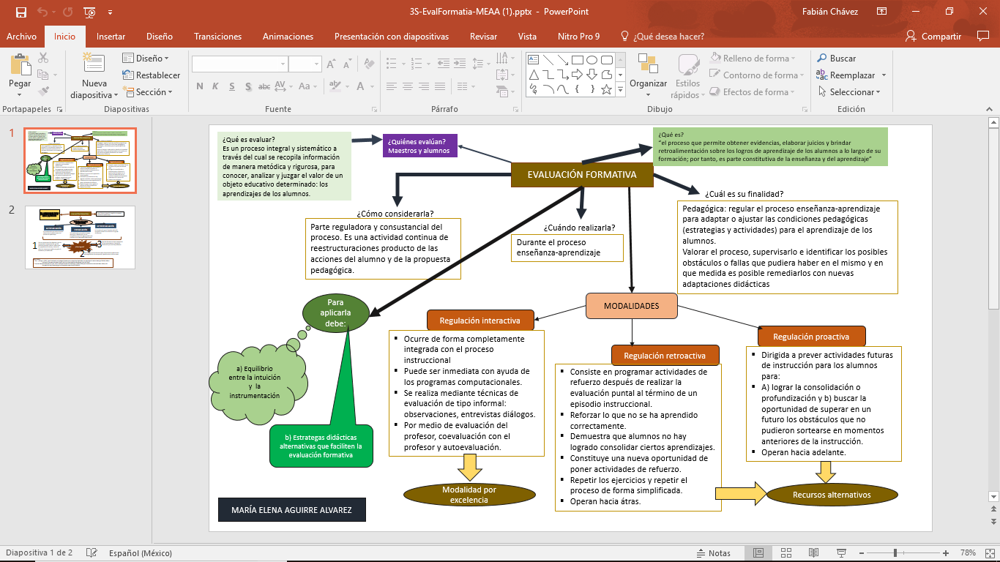 3S-EvalFormatia-MEAA (1).pptx - PowerPoint
Fabián Chávez
Archivo
Inicio
Insertar
Diseño
Transiciones
Animaciones
Presentación con diapositivas
Revisar
Vista
Nitro Pro 9
¿Qué desea hacer?
Compartir
Pegar
Nueva
diapositiva
Diseño
Restablecer
Sección
N K S S abc AV Aa A
Organizar
Estilos
rápidos
Relleno de forma
Contorno de forma
Efectos de forma
Buscar
Reemplazar
Seleccionar
Portapapeles
Diapositivas
Fuente
Párrafo
Dibujo
Edición
1
2
¿Qué es evaluar?
Es un proceso integral y sistemático a
través del cual se recopila información
de manera metódica y rigurosa, para
conocer, analizar y juzgar el valor de un
objeto educativo determinado: los
aprendizajes de los alumnos.
¿Quiénes evalúan?
Maestros y alumnos
¿Qué es?
"el proceso que permite obtener evidencias, elaborar juicios y brindar
retroalimentación sobre los logros de aprendizaje de los alumnos a lo largo de su
formación; por tanto, es parte constitutiva de la enseñanza y del aprendizaje"
EVALUACIÓN FORMATIVA
¿Cómo considerarla?
Parte reguladora y consustancial del
proceso. Es una actividad continua de
reestructuraciones producto de las
acciones del alumno y de la propuesta
pedagógica.
¿Cuándo realizarla?
Durante el proceso
enseñanza-aprendizaje
¿Cuál es su finalidad?
Pedagógica: regular el proceso enseñanza-aprendizaje
para adaptar o ajustar las condiciones pedagógicas
(estrategias y actividades) para el aprendizaje de los
alumnos.
Valorar el proceso, supervisarlo e identificar los posibles
obstáculos o fallas que pudiera haber en el mismo y en
que medida es posible remediarlos con nuevas
adaptaciones didácticas
Para
aplicarla
debe:
a) Equilibrio
entre la intuición
y la
instrumentación
b) Estrategas didácticas
alternativas que faciliten la
evaluación formativa
MODALIDADES
Regulación interactiva
▪ Ocurre de forma completamente
integrada con el proceso
instruccional
▪ Puede ser inmediata con ayuda de
los programas computacionales.
▪ Se realiza mediante técnicas de
evaluación de tipo informal:
observaciones, entrevistas diálogos.
▪ Por medio de evaluación del
profesor, coevaluación con el
profesor y autoevaluación.
Modalidad por
excelencia
Regulación retroactiva
▪ Consiste en programar actividades de
refuerzo después de realizar la
evaluación puntal al término de un
episodio instruccional.
▪ Reforzar lo que no se ha aprendido
correctamente.
▪ Demuestra que alumnos no hay
logrado consolidar ciertos aprendizajes.
▪ Constituye una nueva oportunidad de
poner actividades de refuerzo.
▪ Repetir los ejercicios y repetir el
proceso de forma simplificada.
▪ Operan hacia átras.
Regulación proactiva
▪ Dirigida a prever actividades futuras
de instrucción para los alumnos
para:
▪ A) lograr la consolidación o
profundización y b) buscar la
oportunidad de superar en un
futuro los obstáculos que no
pudieron sortearse en momentos
anteriores de la instrucción.
▪ Operan hacia adelante.
Recursos alternativos
MARÍA ELENA AGUIRRE ALVAREZ
Diapositiva 1 de 2
Español (México)
Notas
78%